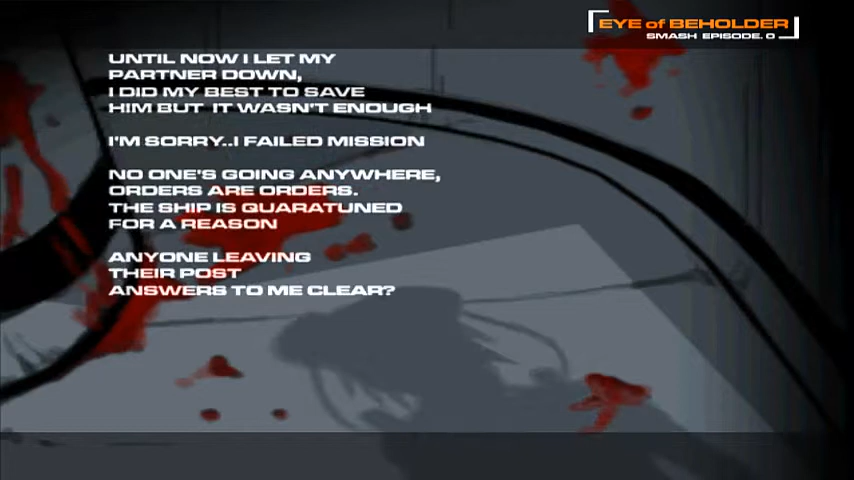 EYE of BEHOLDER
SMASH EPISODE.0
UNTIL NOW I LET MY
PARTNER DOWN,
I DID MY BEST TO SAVE
HIM BUT IT WASN'T ENOUGH
I'M SORRY..I FAILED MISSION
NO ONE'S GOING ANYWHERE,
ORDERS ARE ORDERS.
THE SHIP IS QUARATUNED
FOR A REASON
ANYONE LEAVING
THEIR POST
ANSWERS TO ME CLEAR?